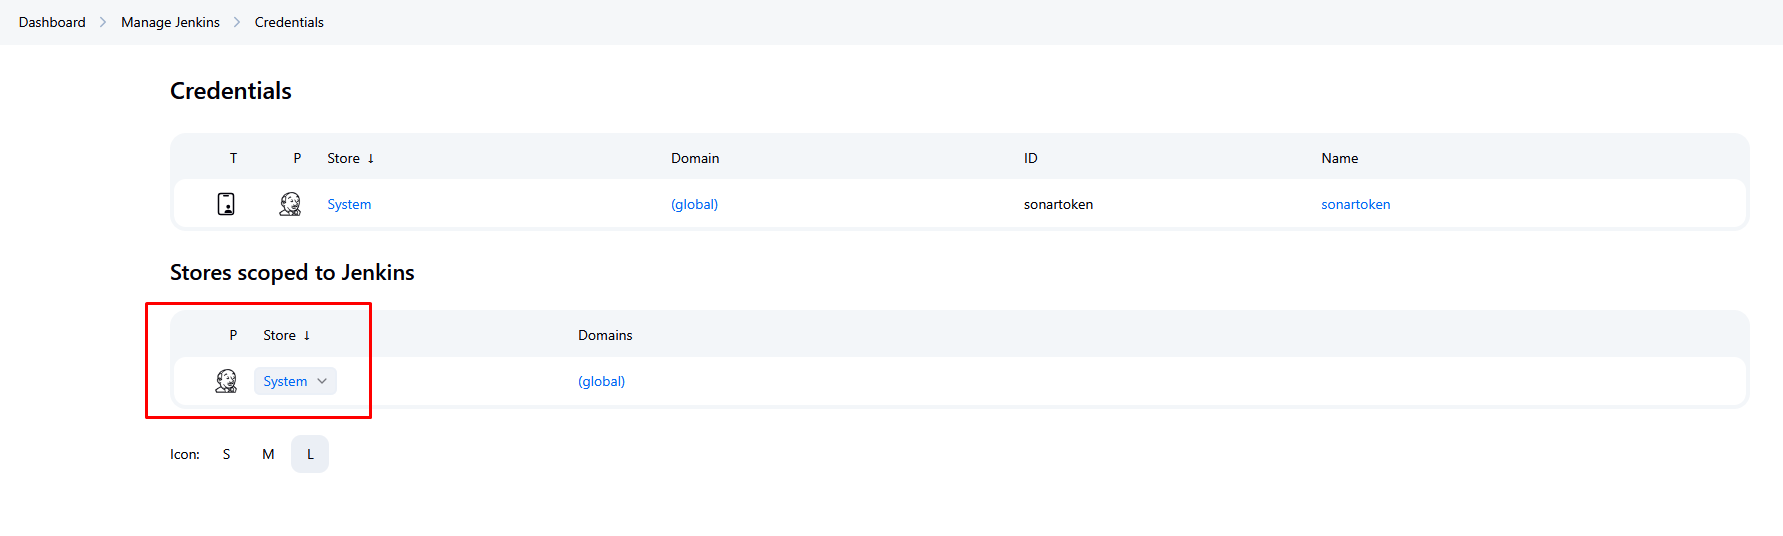 Dashboard > Manage Jenkins > Credentials
Credentials
T P Store ↓ Domain ID Name
System (global) sonartoken sonartoken
Stores scoped to Jenkins
P Store ↓ Domains
System (global)
Icon: S M L